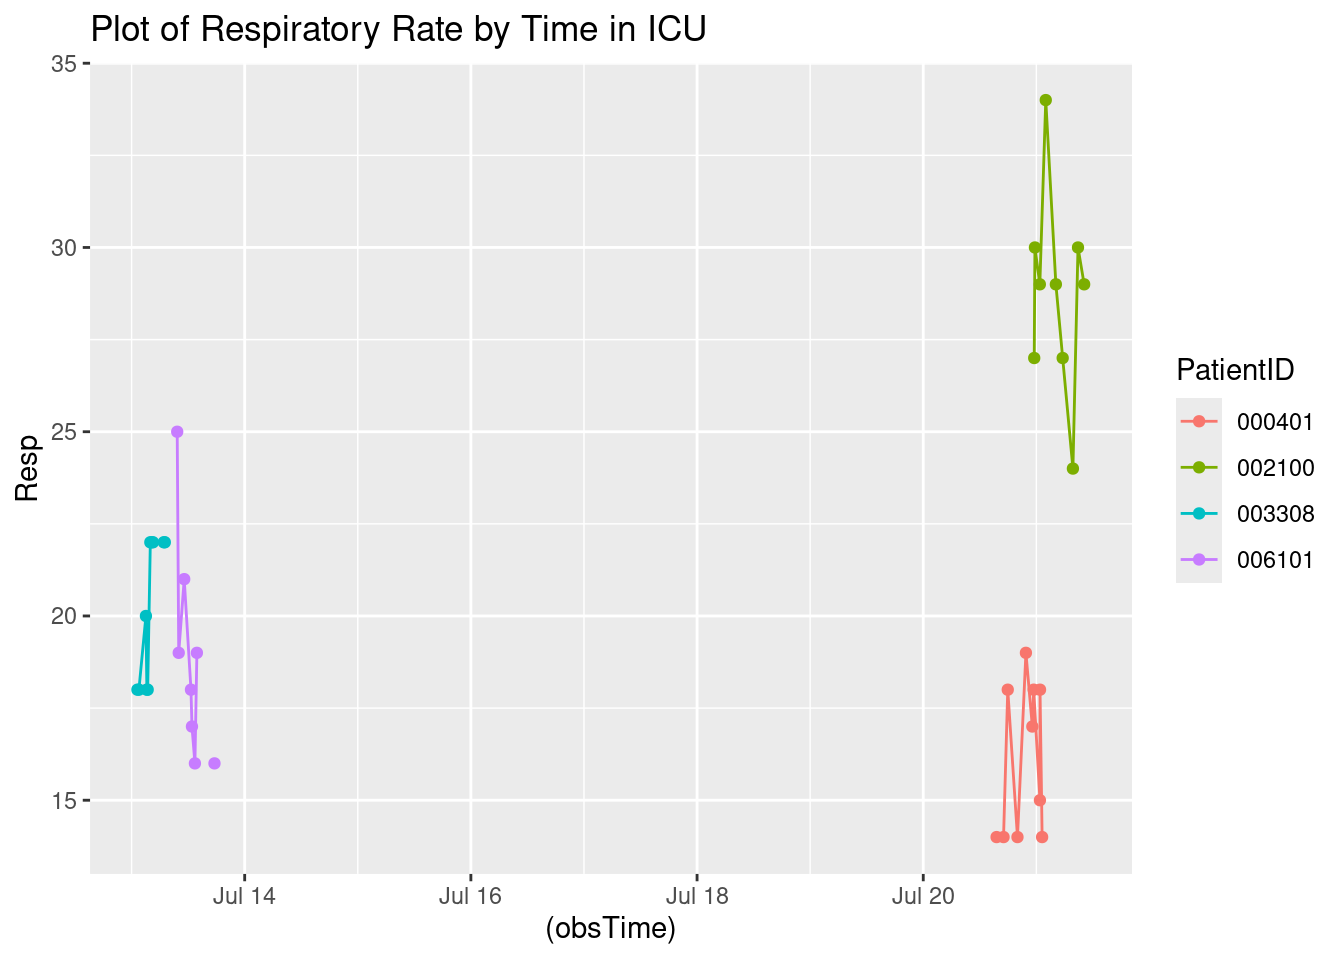 Plot of Respiratory Rate by Time in ICU
35
30
25
20
15
Resp
Jul 14
Jul 16
Jul 18
Jul 20
(obsTime)
PatientID
000401
002100
003308
006101